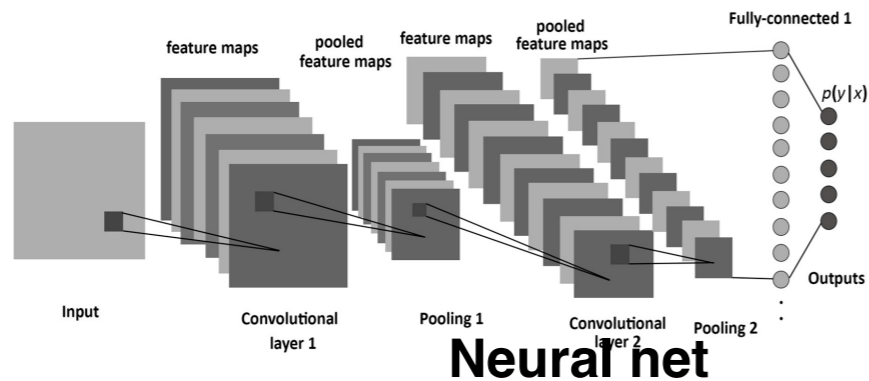 Fully-connected 1
feature maps
pooled
feature maps
feature maps
pooled
feature maps
p(y|x)
Input
Convolutional
layer 1
Pooling 1
Convolutional
layer 2
Pooling 2
Outputs
Neural net